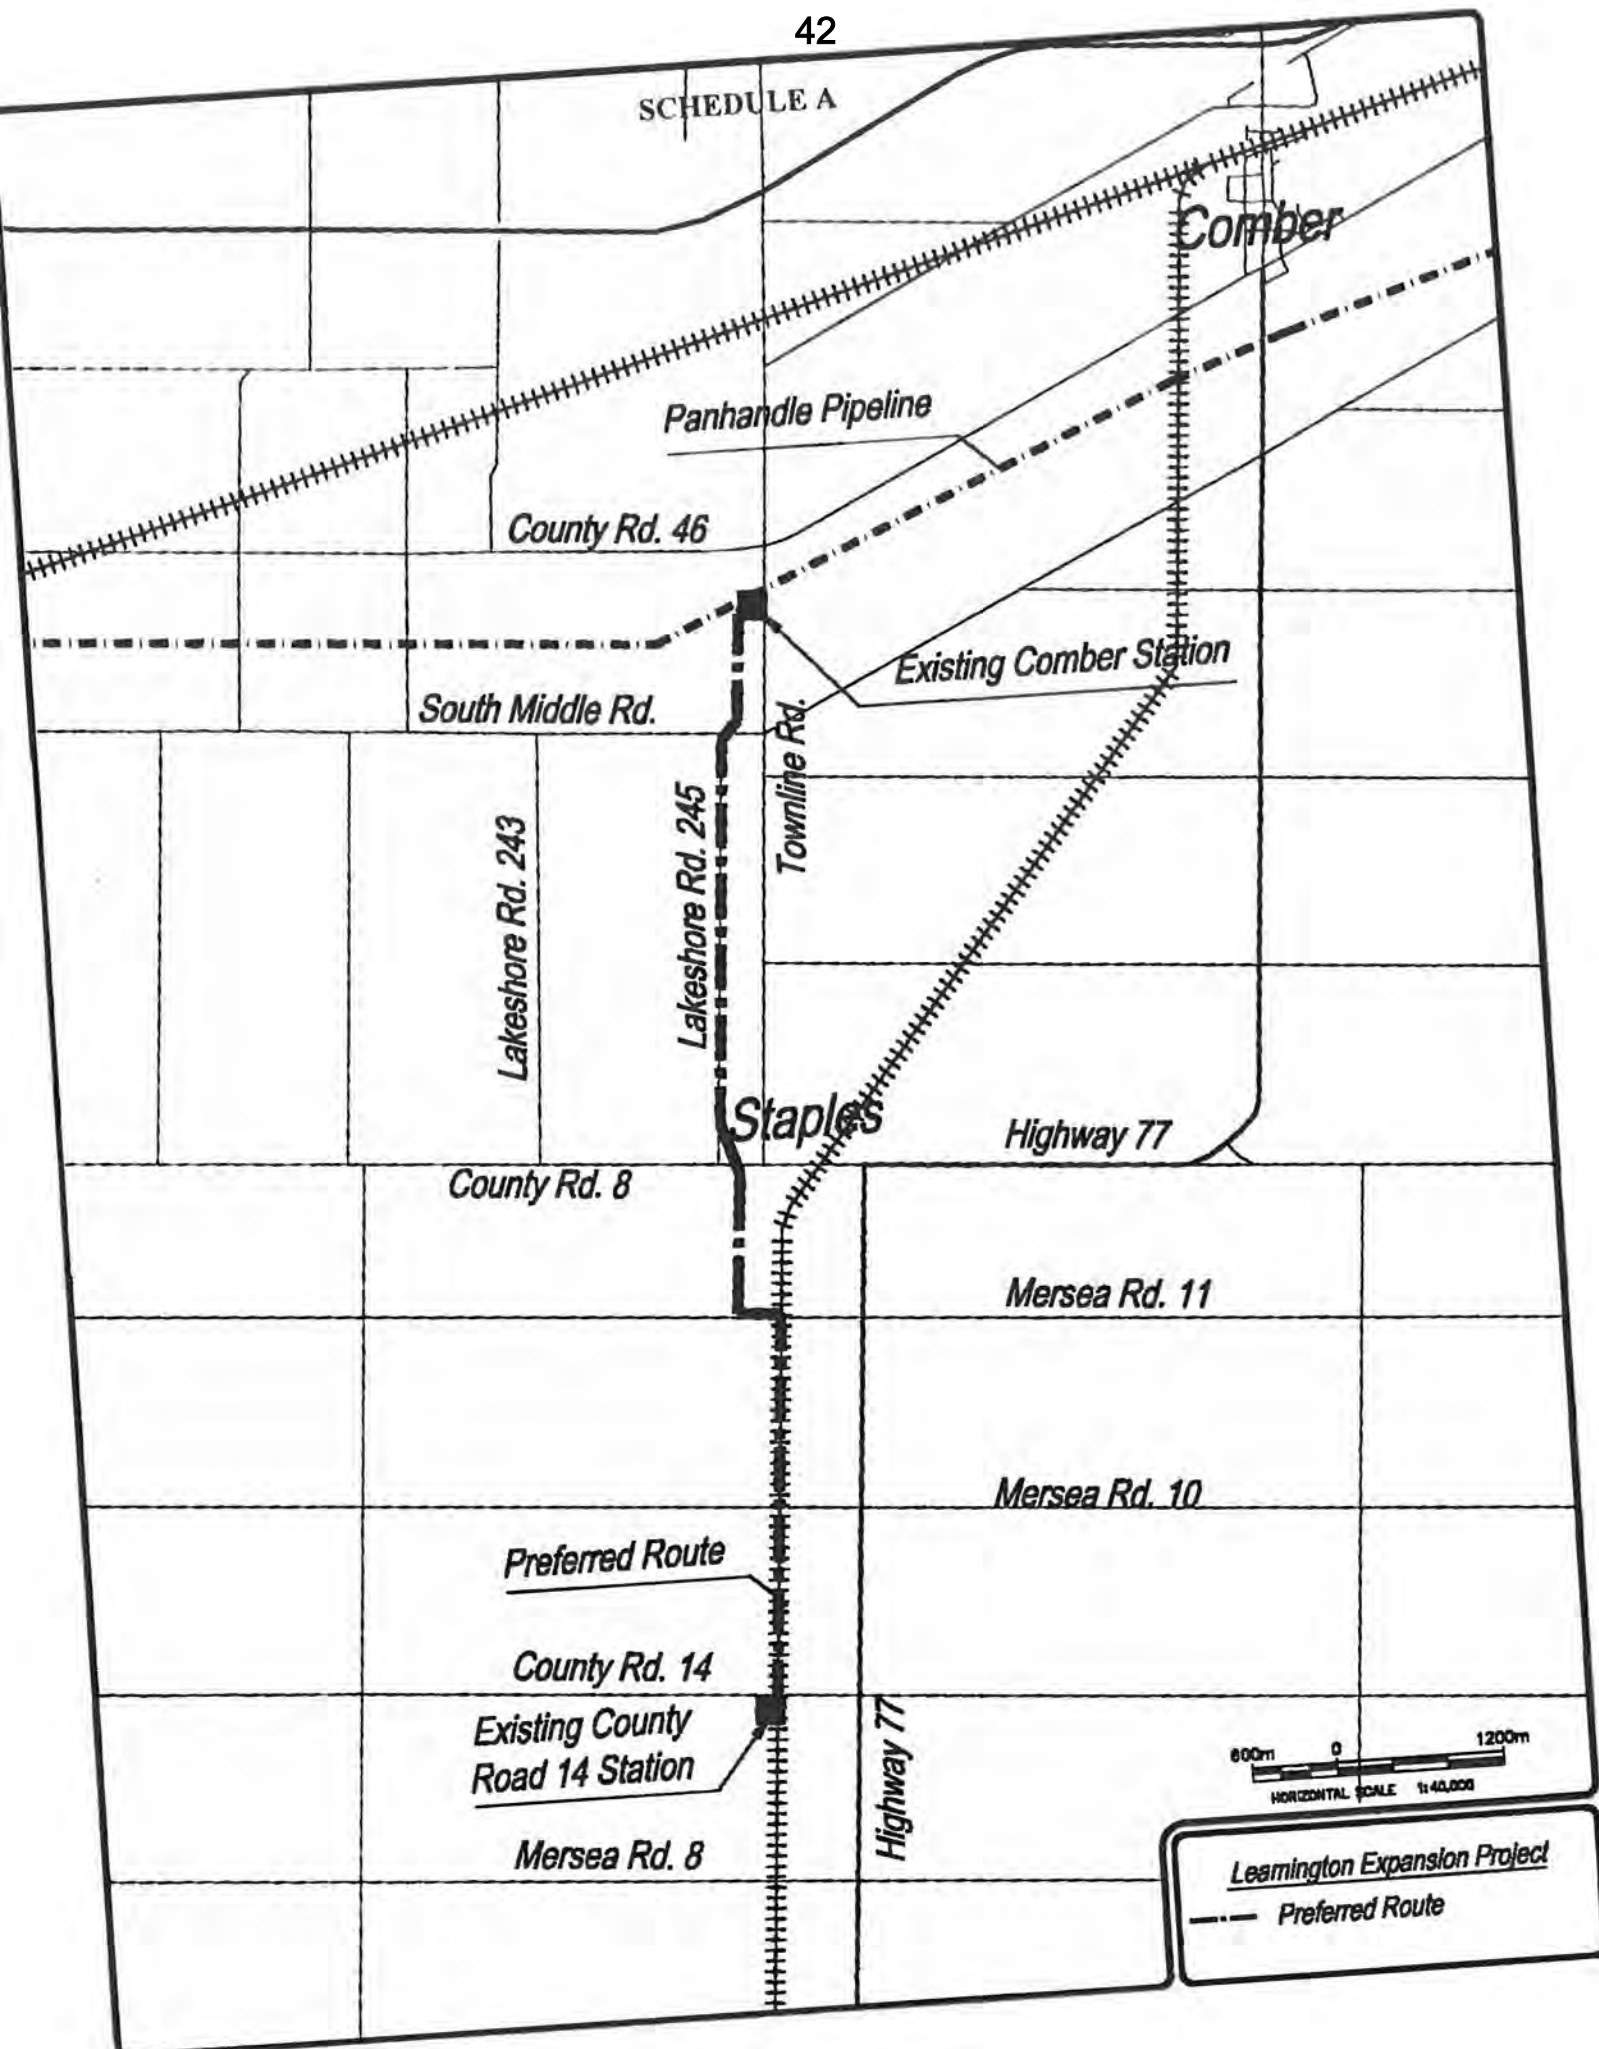 42
SCHEDULE A
Comber
Panhandle Pipeline
County Rd. 46
Existing Comber Station
South Middle Rd.
Townline Rd.
Lakeshore Rd. 245
Lakeshore Rd. 243
Staples
Highway 77
County Rd. 8
Mersea Rd. 11
Mersea Rd. 10
Preferred Route
County Rd. 14
Existing County
Road 14 Station
Highway 77
600m 0 1200m
HORIZONTAL SCALE 1:40,000
Mersea Rd. 8
Leamington Expansion Project
Preferred Route